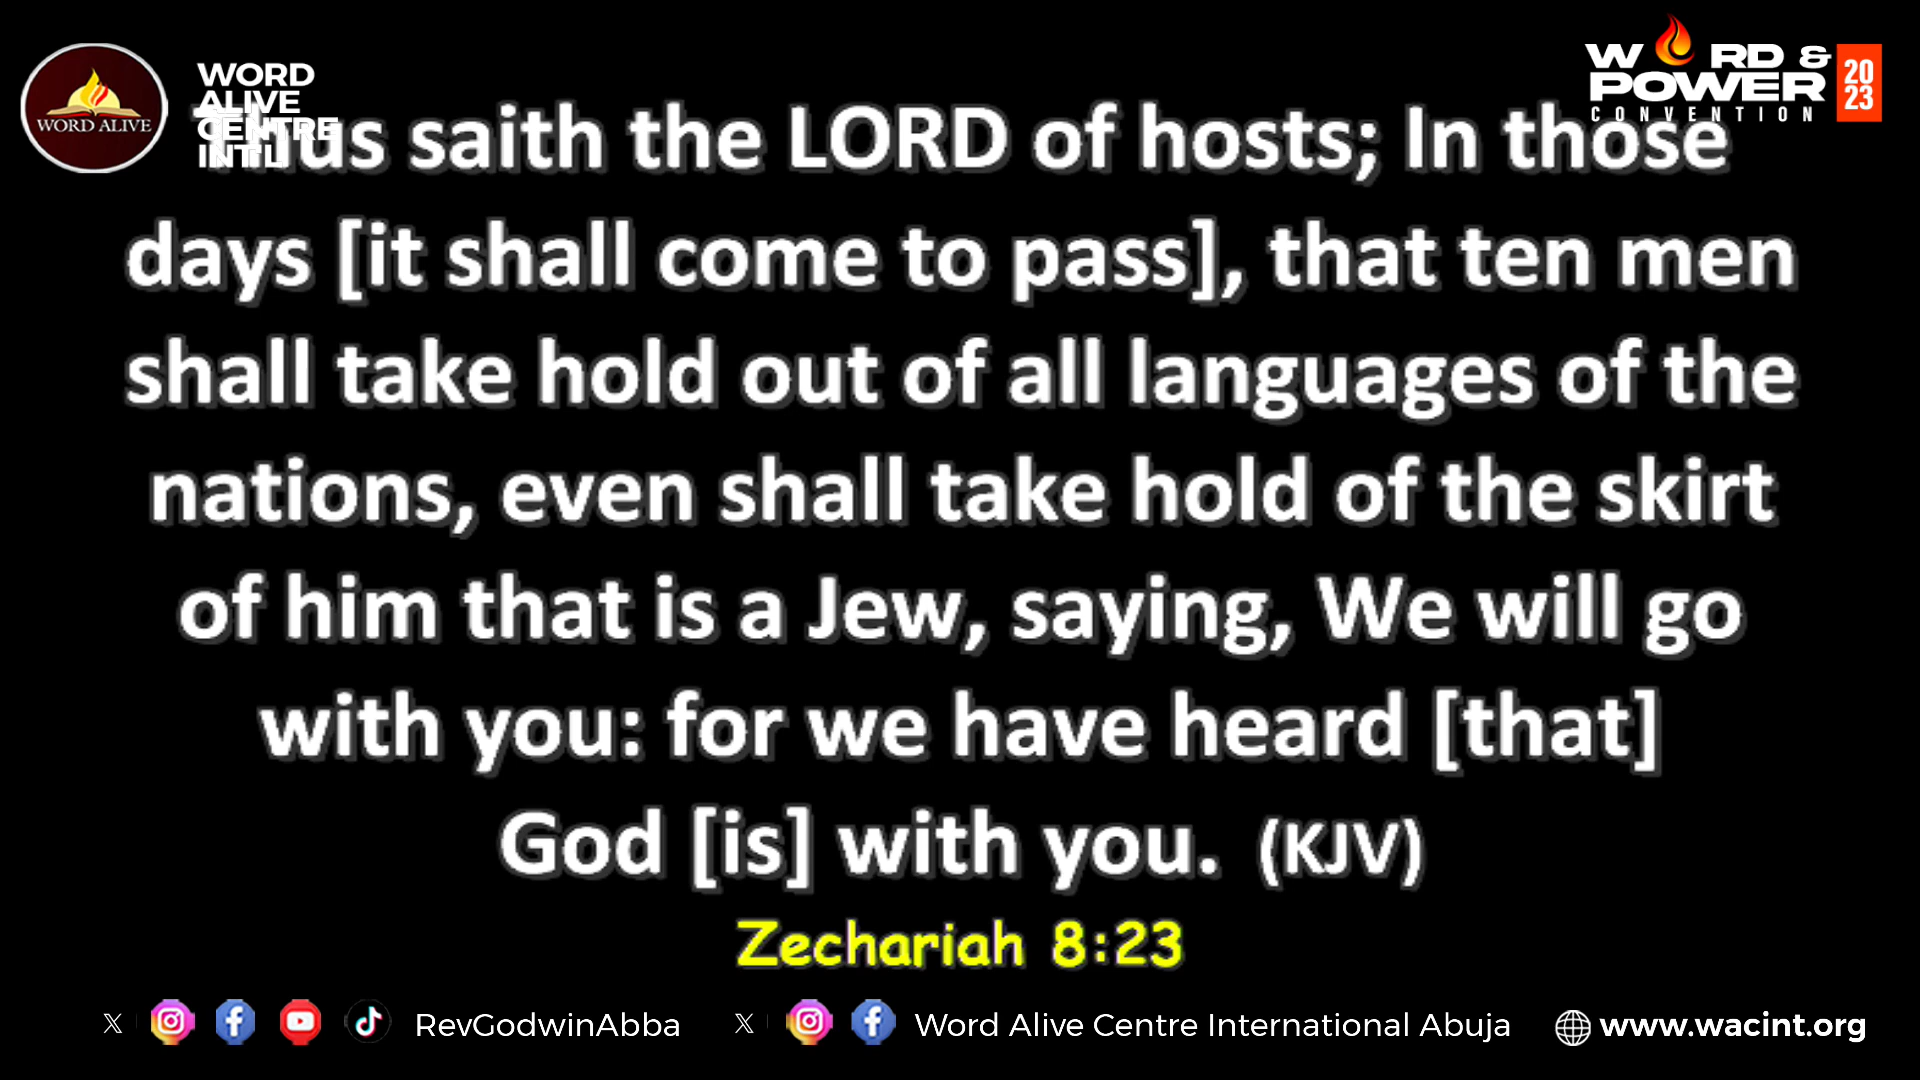 WORD ALIVE
WORD
ALIVE
CENTRE
INT'L
W RD &
POWER
CONVENTION
20
23
Thus saith the LORD of hosts; In those
days [it shall come to pass], that ten men
shall take hold out of all languages of the
nations, even shall take hold of the skirt
of him that is a Jew, saying, We will go
with you: for we have heard [that]
God [is] with you. (KJV)
Zechariah 8:23
RevGodwinAbba
Word Alive Centre International Abuja
www.wacint.org